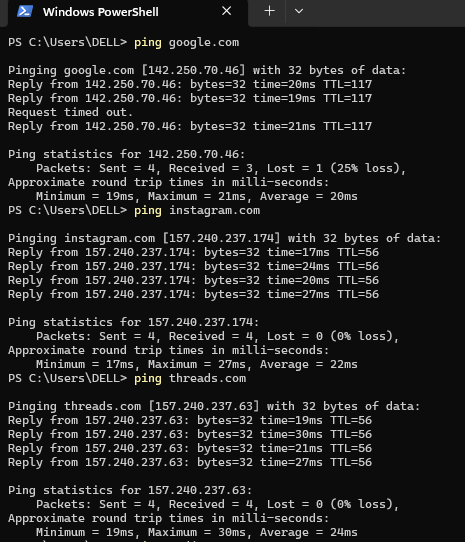 Windows PowerShell
PS C:\Users\DELL> ping google.com
Pinging google.com [142.250.70.46] with 32 bytes of data:
Reply from 142.250.70.46: bytes=32 time=20ms TTL=117
Reply from 142.250.70.46: bytes=32 time=19ms TTL=117
Request timed out.
Reply from 142.250.70.46: bytes=32 time=21ms TTL=117
Ping statistics for 142.250.70.46:
    Packets: Sent = 4, Received = 3, Lost = 1 (25% loss),
Approximate round trip times in milli-seconds:
    Minimum = 19ms, Maximum = 21ms, Average = 20ms
PS C:\Users\DELL> ping instagram.com
Pinging instagram.com [157.240.237.174] with 32 bytes of data:
Reply from 157.240.237.174: bytes=32 time=17ms TTL=56
Reply from 157.240.237.174: bytes=32 time=24ms TTL=56
Reply from 157.240.237.174: bytes=32 time=20ms TTL=56
Reply from 157.240.237.174: bytes=32 time=27ms TTL=56
Ping statistics for 157.240.237.174:
    Packets: Sent = 4, Received = 4, Lost = 0 (0% loss),
Approximate round trip times in milli-seconds:
    Minimum = 17ms, Maximum = 27ms, Average = 22ms
PS C:\Users\DELL> ping threads.com
Pinging threads.com [157.240.237.63] with 32 bytes of data:
Reply from 157.240.237.63: bytes=32 time=19ms TTL=56
Reply from 157.240.237.63: bytes=32 time=30ms TTL=56
Reply from 157.240.237.63: bytes=32 time=21ms TTL=56
Reply from 157.240.237.63: bytes=32 time=27ms TTL=56
Ping statistics for 157.240.237.63:
    Packets: Sent = 4, Received = 4, Lost = 0 (0% loss),
Approximate round trip times in milli-seconds:
    Minimum = 19ms, Maximum = 30ms, Average = 24ms